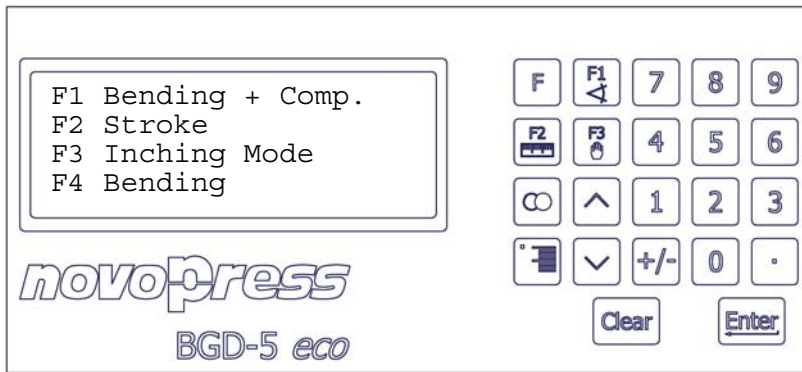 F1 Bending + Comp.
F2 Stroke
F3 Inching Mode
F4 Bending
novopress
BGD-5 eco
F F1 7 8 9
F2 F3 4 5 6
1 2 3
+/- 0 .
Clear Enter